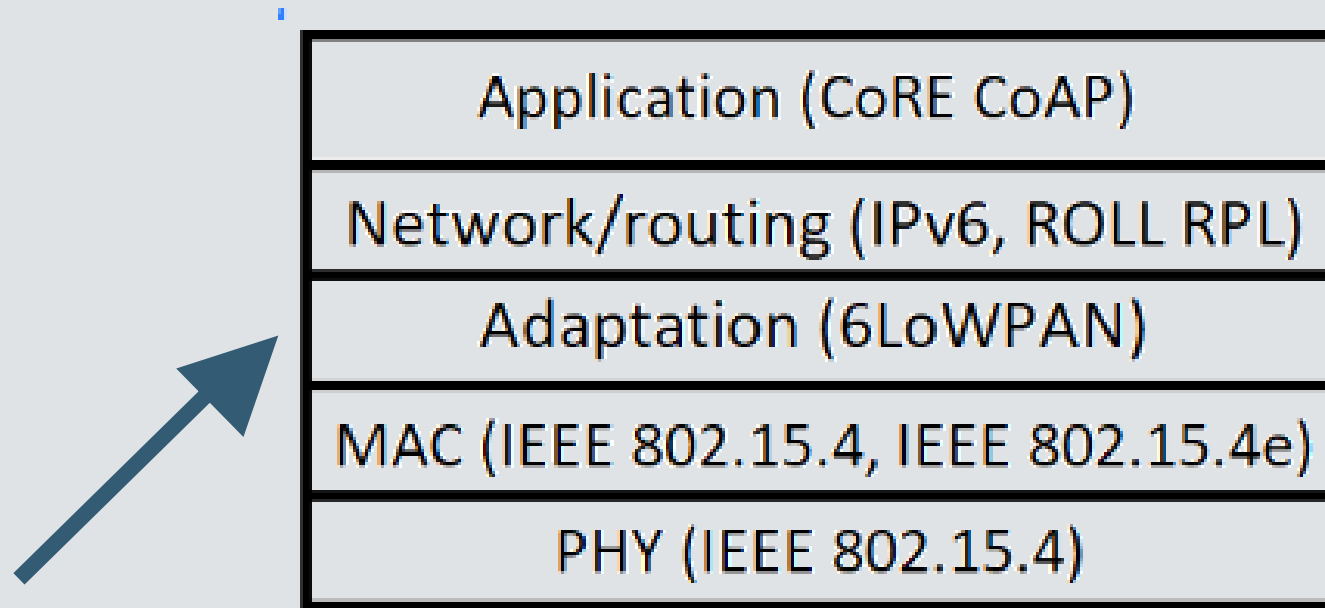 Application (CoRE CoAP)
Network/routing (IPv6, ROLL RPL)
Adaptation (6LoWPAN)
MAC (IEEE 802.15.4, IEEE 802.15.4e)
PHY (IEEE 802.15.4)